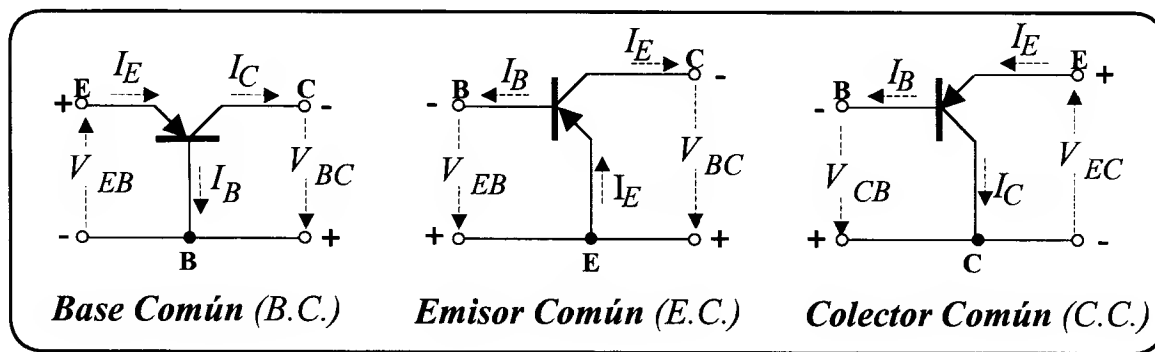 I_E I_C
E C
+ -
V_EB I_B V_BC
- +
B
Base Común (B.C.)
I_E
C
I_B -
B
-
V_EB V_BC
I_E
+ +
E
Emisor Común (E.C.)
I_E
E
I_B +
B
-
V_CB V_EC
I_C
+ -
C
Colector Común (C.C.)